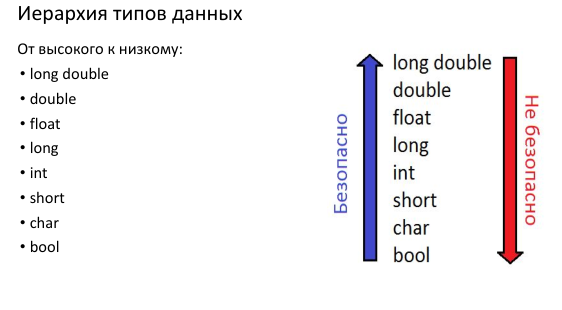 Иерархия типов данных
От высокого к низкому:
• long double
• double
• float
• long
• int
• short
• char
• bool
Безопасно
long double
double
float
long
int
short
char
bool
Не безопасно